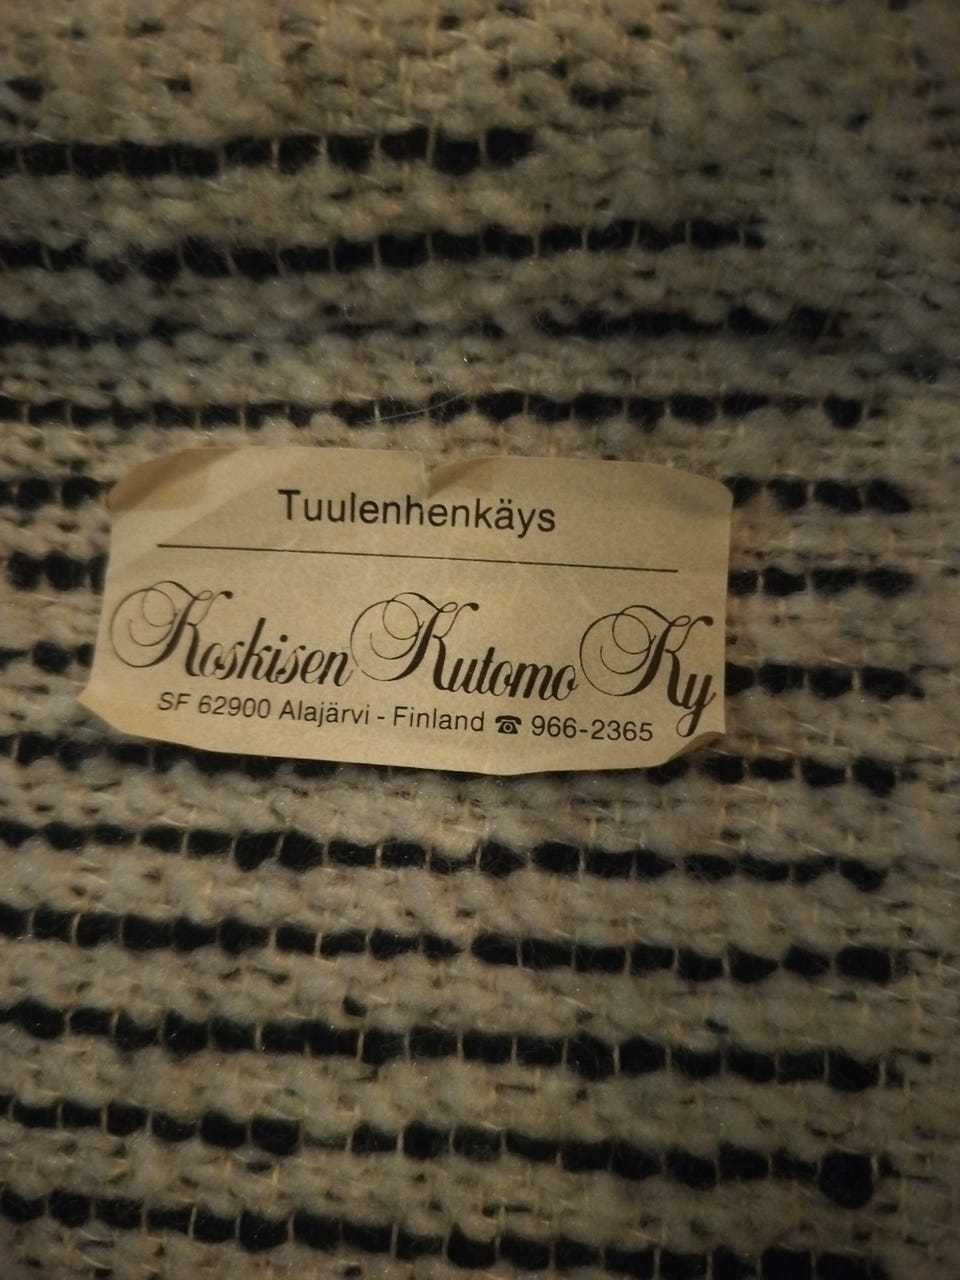 Tuulenhenkäys
Koskisen Kutomo Ky
SF 62900 Alajärvi - Finland ☎ 966-2365